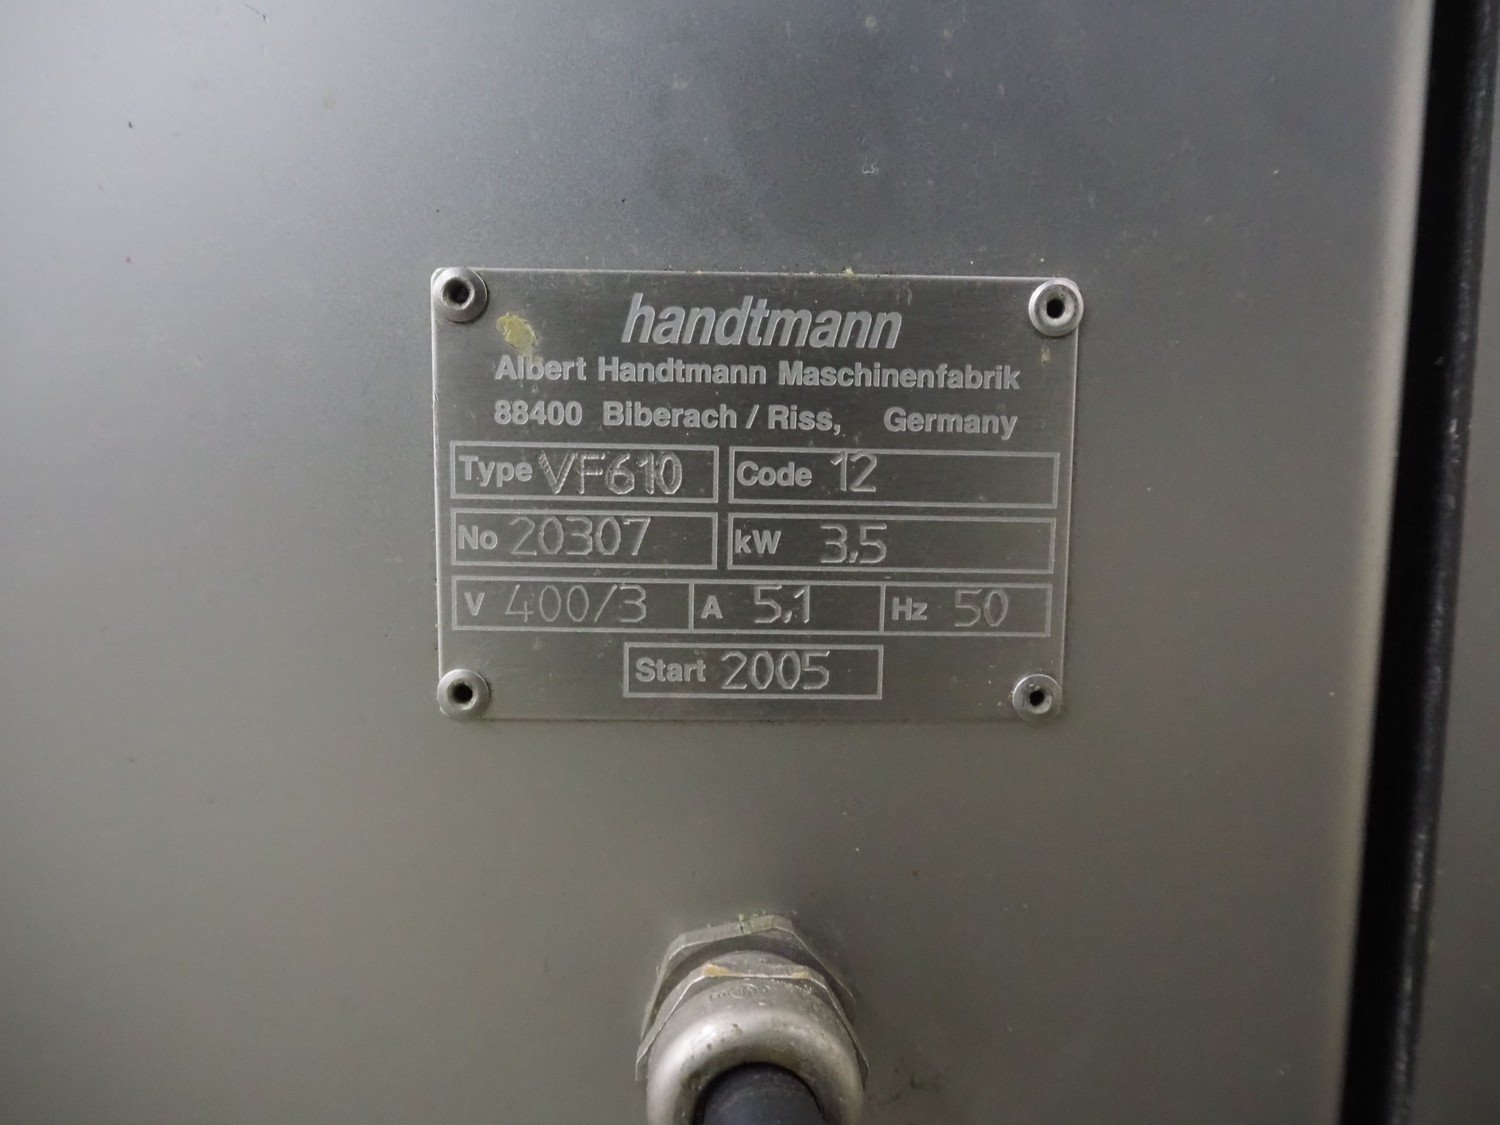 handtmann
Albert Handtmann Maschinenfabrik
88400 Biberach / Riss, Germany
Type VF610 Code 12
No 20307 kW 3,5
V 400/3 A 5,1 Hz 50
Start 2005